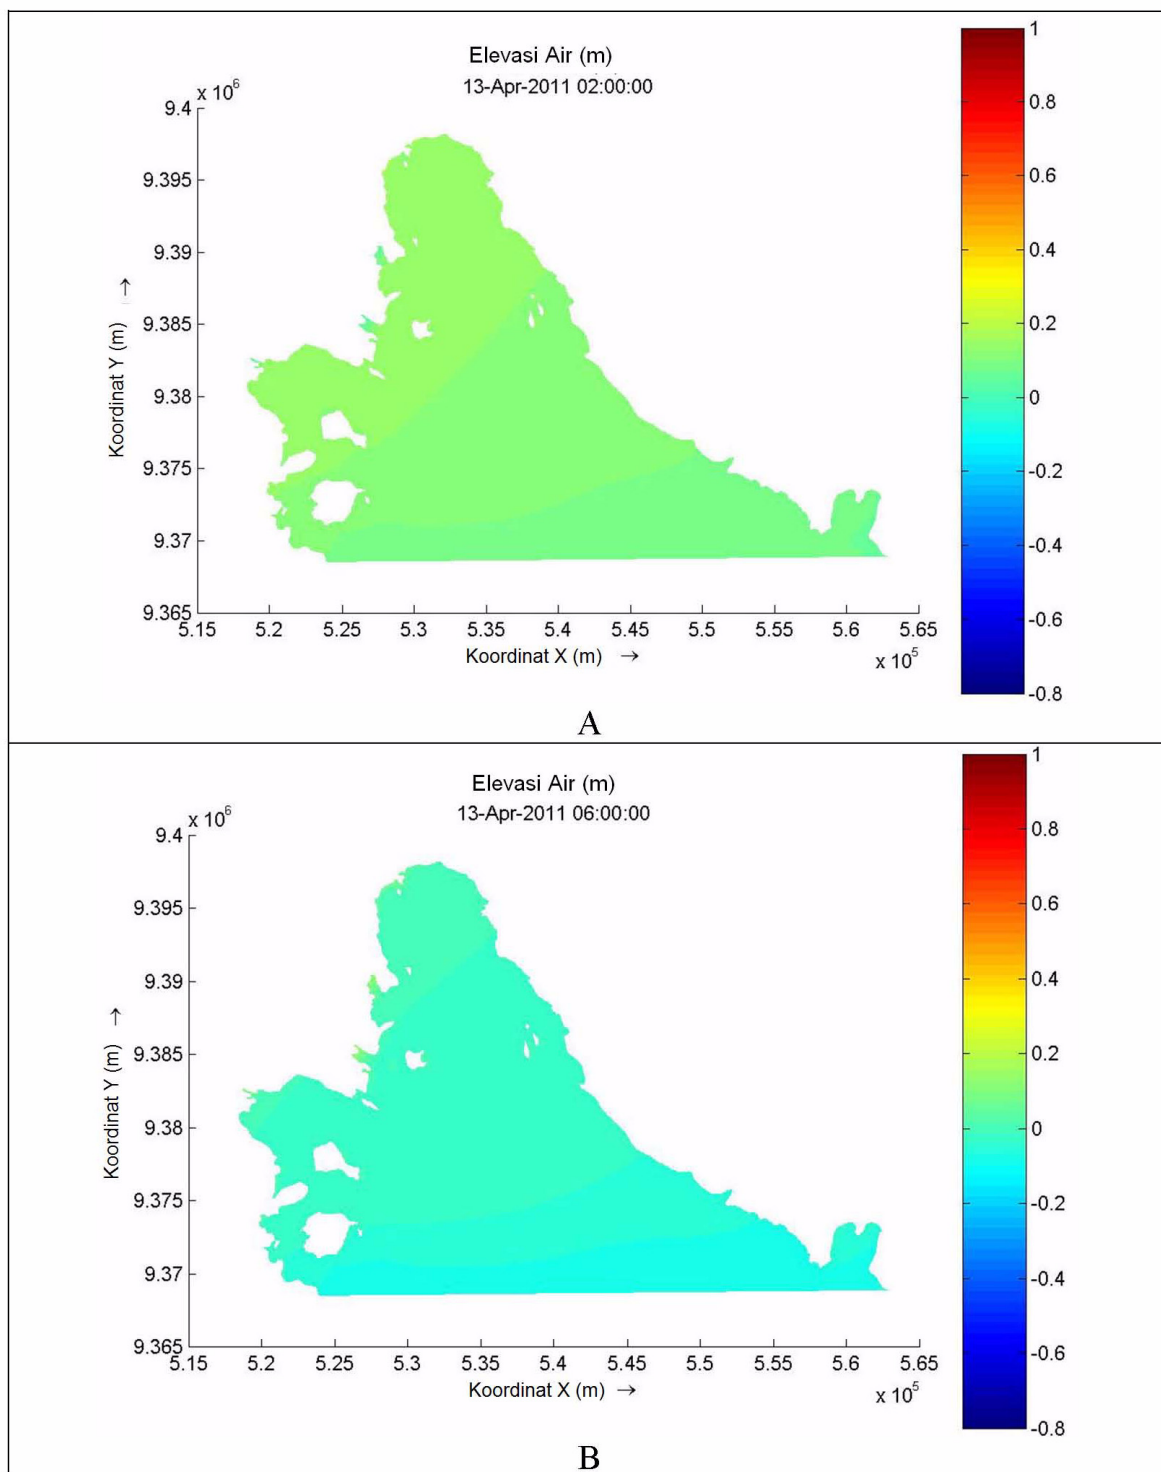 Elevasi Air (m)
13-Apr-2011 02:00:00
x 10^6
9.4
9.395
9.39
9.385
9.38
9.375
9.37
9.365
Koordinat Y (m) →
5.15 5.2 5.25 5.3 5.35 5.4 5.45 5.5 5.55 5.6 5.65
Koordinat X (m) →
x 10^5
1
0.8
0.6
0.4
0.2
0
-0.2
-0.4
-0.6
-0.8
A
Elevasi Air (m)
13-Apr-2011 06:00:00
x 10^6
9.4
9.395
9.39
9.385
9.38
9.375
9.37
9.365
Koordinat Y (m) →
5.15 5.2 5.25 5.3 5.35 5.4 5.45 5.5 5.55 5.6 5.65
Koordinat X (m) →
x 10^5
1
0.8
0.6
0.4
0.2
0
-0.2
-0.4
-0.6
-0.8
B